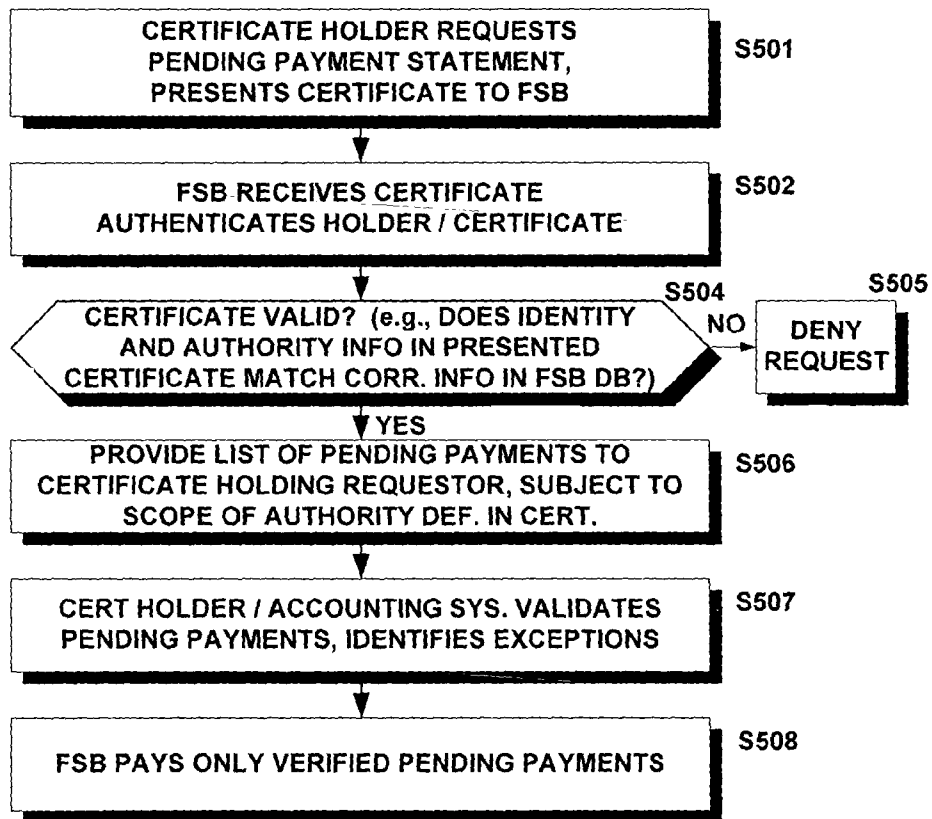 CERTIFICATE HOLDER REQUESTS
PENDING PAYMENT STATEMENT,
PRESENTS CERTIFICATE TO FSB
S501
FSB RECEIVES CERTIFICATE
AUTHENTICATES HOLDER / CERTIFICATE
S502
CERTIFICATE VALID? (e.g., DOES IDENTITY
AND AUTHORITY INFO IN PRESENTED
CERTIFICATE MATCH CORR. INFO IN FSB DB?)
S504
NO
S505
DENY
REQUEST
YES
PROVIDE LIST OF PENDING PAYMENTS TO
CERTIFICATE HOLDING REQUESTOR, SUBJECT TO
SCOPE OF AUTHORITY DEF. IN CERT.
S506
CERT HOLDER / ACCOUNTING SYS. VALIDATES
PENDING PAYMENTS, IDENTIFIES EXCEPTIONS
S507
FSB PAYS ONLY VERIFIED PENDING PAYMENTS
S508